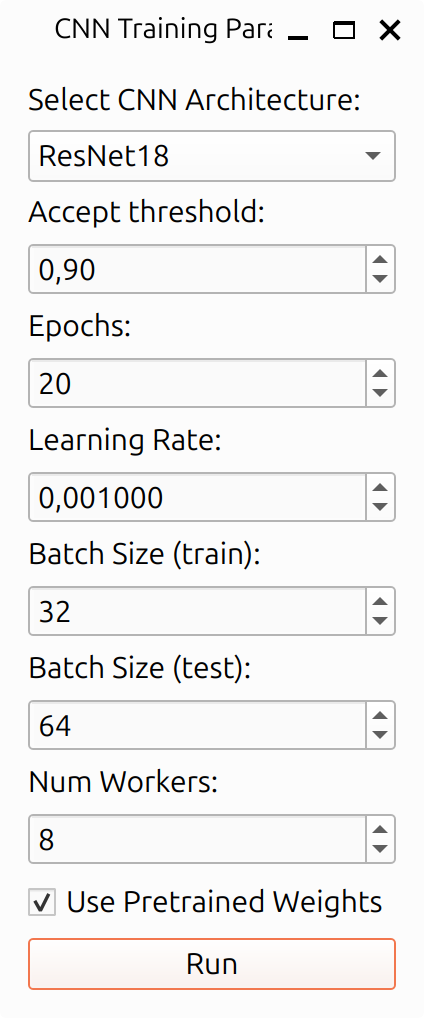 CNN Training Para
Select CNN Architecture:
ResNet18
Accept threshold:
0,90
Epochs:
20
Learning Rate:
0,001000
Batch Size (train):
32
Batch Size (test):
64
Num Workers:
8
Use Pretrained Weights
Run